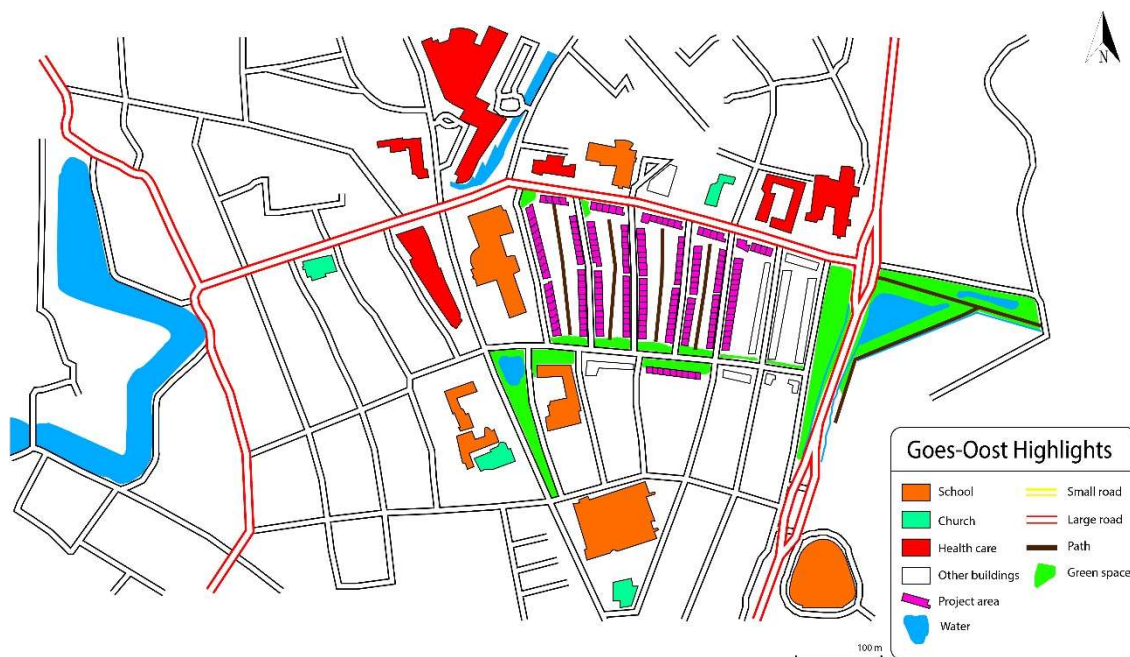 N
Goes-Oost Highlights
School
Small road
Church
Large road
Health care
Path
Other buildings
Green space
Project area
Water
100 m